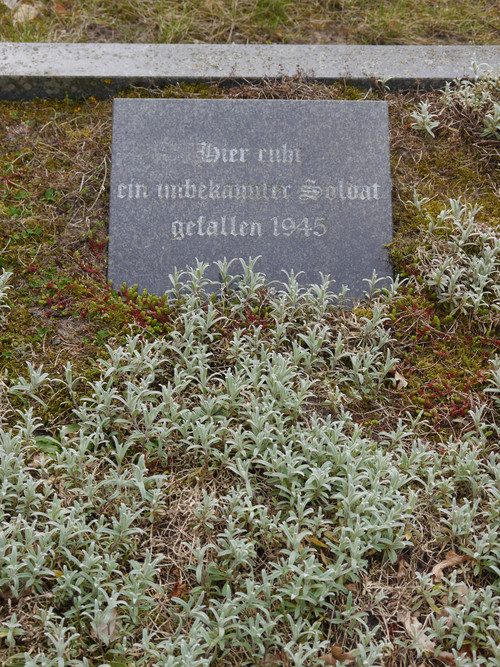 Hier ruht
ein unbekannter Soldat
gefallen 1945